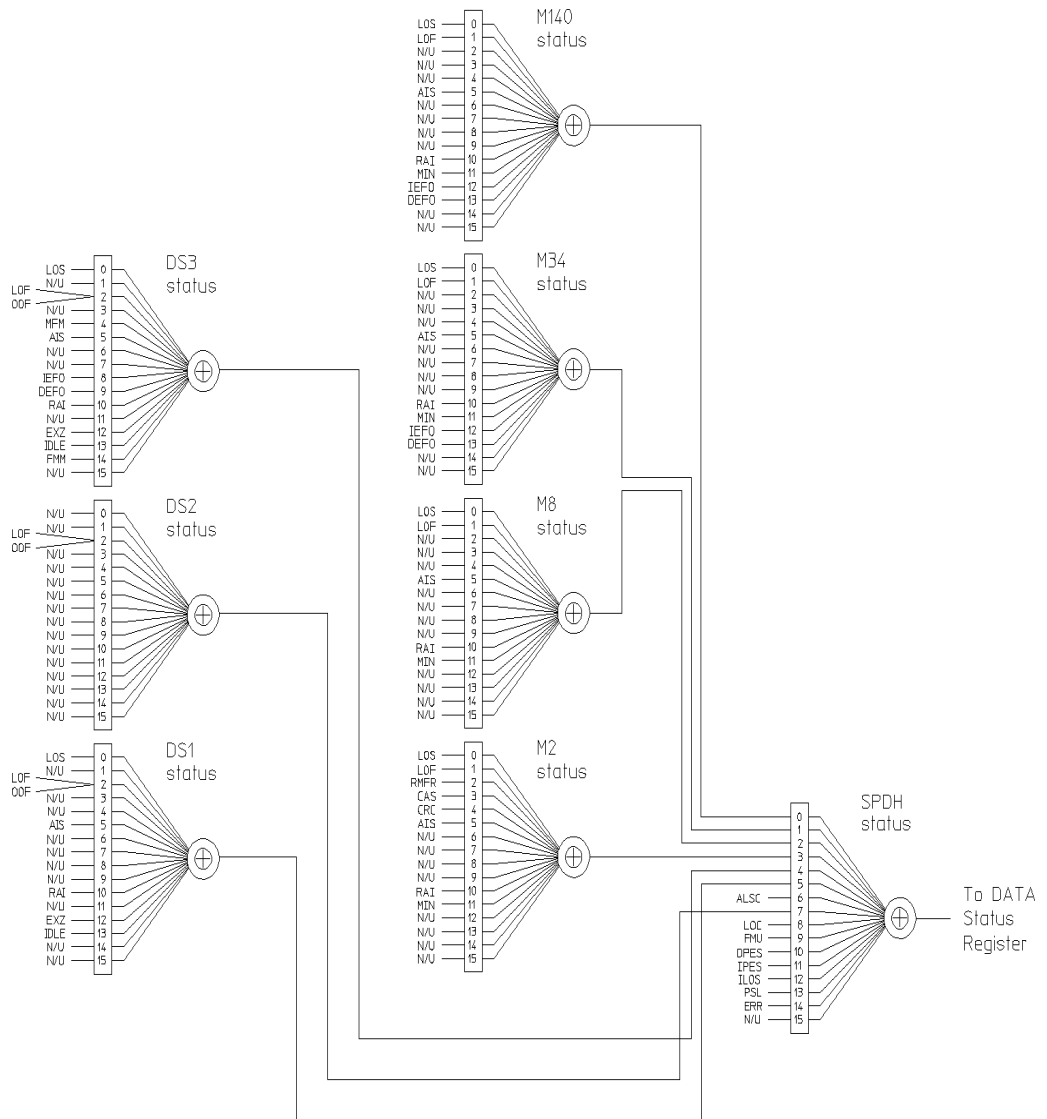 M140
status
LOS 0
LOF 1
N/U 2
N/U 3
N/U 4
AIS 5
N/U 6
N/U 7
N/U 8
N/U 9
RAI 10
MIN 11
IEFO 12
DEFO 13
N/U 14
N/U 15
DS3
status
LOS 0
N/U 1
LOF
OOF
2
N/U 3
MFM 4
AIS 5
N/U 6
N/U 7
IEFO 8
DEFO 9
RAI 10
N/U 11
EXZ 12
IDLE 13
FMM 14
N/U 15
M34
status
LOS 0
LOF 1
N/U 2
N/U 3
N/U 4
AIS 5
N/U 6
N/U 7
N/U 8
N/U 9
RAI 10
MIN 11
IEFO 12
DEFO 13
N/U 14
N/U 15
DS2
status
N/U 0
N/U 1
LOF
OOF
2
N/U 3
N/U 4
N/U 5
N/U 6
N/U 7
N/U 8
N/U 9
N/U 10
N/U 11
N/U 12
N/U 13
N/U 14
N/U 15
M8
status
LOS 0
LOF 1
N/U 2
N/U 3
N/U 4
AIS 5
N/U 6
N/U 7
N/U 8
N/U 9
RAI 10
MIN 11
N/U 12
N/U 13
N/U 14
N/U 15
DS1
status
LOS 0
N/U 1
LOF
OOF
2
N/U 3
N/U 4
AIS 5
N/U 6
N/U 7
N/U 8
N/U 9
RAI 10
N/U 11
EXZ 12
IDLE 13
N/U 14
N/U 15
M2
status
LOS 0
LOF 1
RMFR 2
CAS 3
CRC 4
AIS 5
N/U 6
N/U 7
N/U 8
N/U 9
RAI 10
MIN 11
N/U 12
N/U 13
N/U 14
N/U 15
SPDH
status
0
1
2
3
4
5
ALSC 6
7
LOC 8
FMU 9
DPES 10
IPES 11
ILOS 12
PSL 13
ERR 14
N/U 15
To DATA
Status
Register